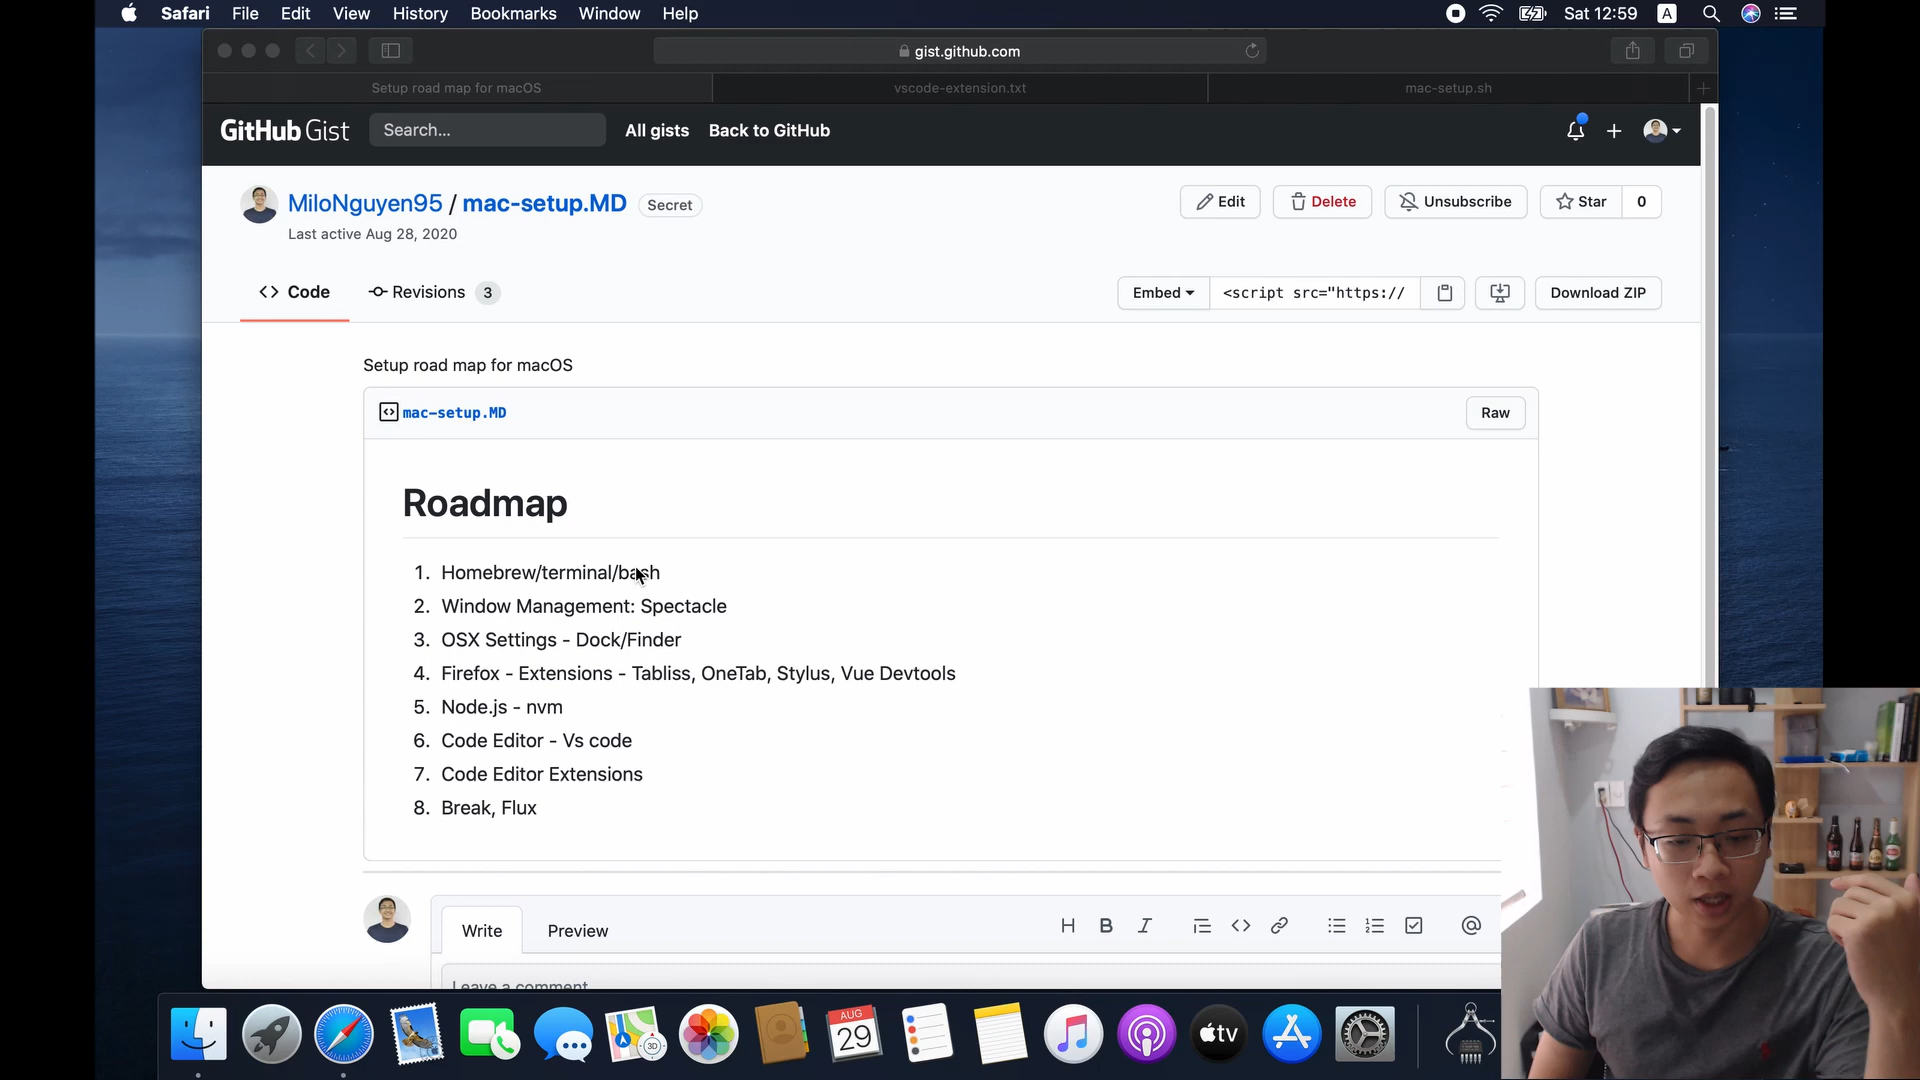 Safari File Edit View History Bookmarks Window Help Sat 12:59 A
gist.github.com
Setup road map for macOS vscode-extension.txt mac-setup.sh
GitHub Gist Search... All gists Back to GitHub
MiloNguyen95 / mac-setup.MD Secret Edit Delete Unsubscribe Star 0
Last active Aug 28, 2020
Code Revisions 3 Embed <script src="https:// Download ZIP
Setup road map for macOS
mac-setup.MD Raw
Roadmap
1. Homebrew/terminal/bash
2. Window Management: Spectacle
3. OSX Settings - Dock/Finder
4. Firefox - Extensions - Tabliss, OneTab, Stylus, Vue Devtools
5. Node.js - nvm
6. Code Editor - Vs code
7. Code Editor Extensions
8. Break, Flux
Write Preview H B I @
Leave a comment
3D AUG 29 tv